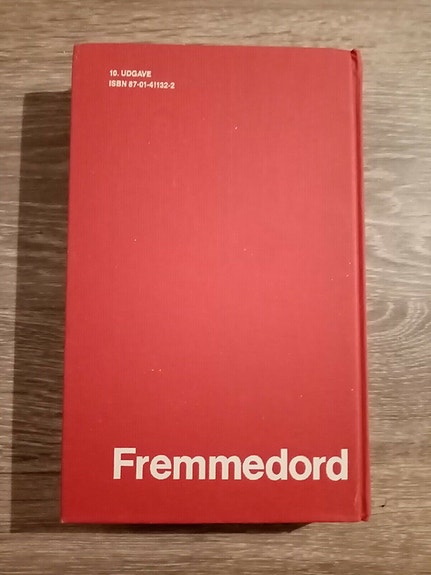 10. UDGAVE
ISBN 87-01-41132-2
Fremmedord